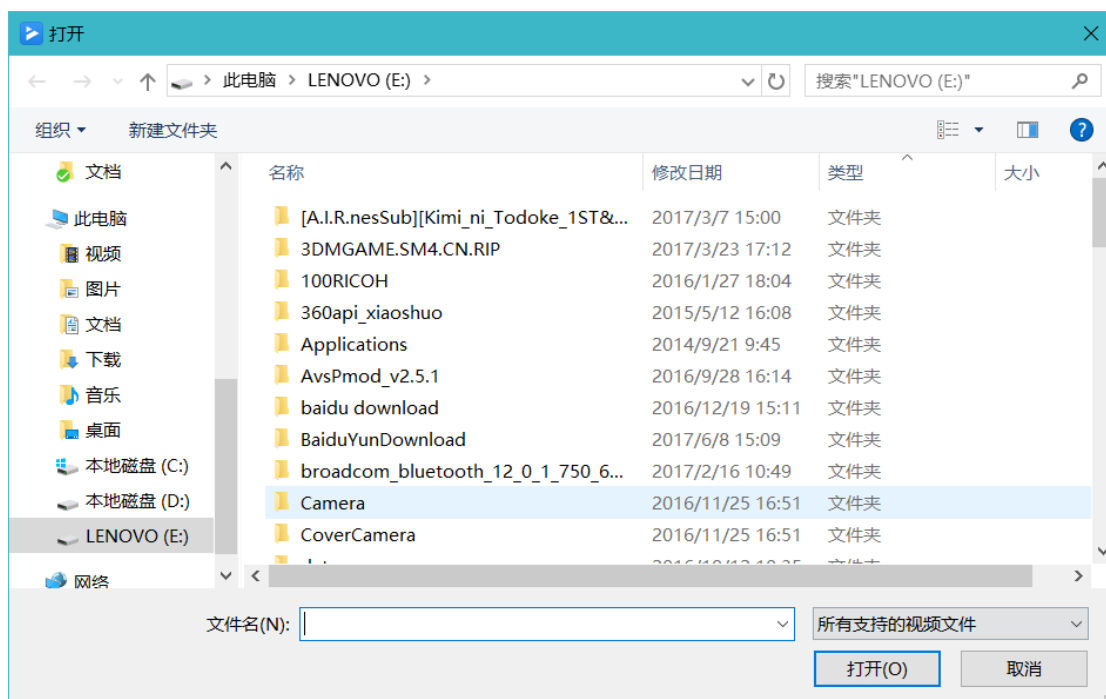 打开
此电脑 > LENOVO (E:) >
搜索"LENOVO (E:)"
组织
新建文件夹
?
文档
此电脑
视频
图片
文档
下载
音乐
桌面
本地磁盘 (C:)
本地磁盘 (D:)
LENOVO (E:)
网络
名称 修改日期 类型 大小
[A.I.R.nesSub][Kimi_ni_Todoke_1ST&... 2017/3/7 15:00 文件夹
3DMGAME.SM4.CN.RIP 2017/3/23 17:12 文件夹
100RICOH 2016/1/27 18:04 文件夹
360api_xiaoshuo 2015/5/12 16:08 文件夹
Applications 2014/9/21 9:45 文件夹
AvsPmod_v2.5.1 2016/9/28 16:14 文件夹
baidu download 2016/12/19 15:11 文件夹
BaiduYunDownload 2017/6/8 15:09 文件夹
broadcom_bluetooth_12_0_1_750_6... 2017/2/16 10:49 文件夹
Camera 2016/11/25 16:51 文件夹
CoverCamera 2016/11/25 16:51 文件夹
文件名(N):
所有支持的视频文件
打开(O)
取消